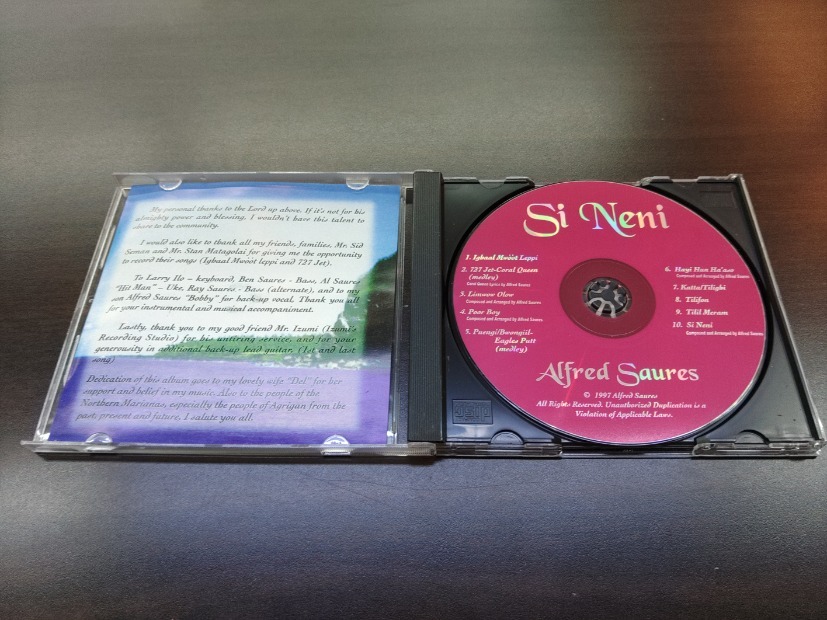 My personal thanks to the Lord up above. If it's not for his
almighty power and blessing, I wouldn't have this talent to
share to the community.
I would also like to thank all my friends, families, Mr. Sid
Seman and Mr. Stan Matagolai for giving me the opportunity
to record their songs (Igbaal Mwóót leppi and 727 Jet).
To Larry Ilo - keyboard, Ben Saures - Bass, Al Saures
"Hit Man" - Uke, Ray Saures - Bass (alternate), and to my
son Alfred Saures "Bobby" for back-up vocal, Thank you all
for your instrumental and musical accompaniment.
Lastly, thank you to my good friend Mr. Izumi (Izumi's
Recording Studio) for his untiring service, and for your
generousity in additional back-up lead guitar. (1st and last
song)
Dedication of this album goes to my lovely wife "Del" for her
support and belief in my music. Also to the people of the
Northern Marianas, especially the people of Agrigan from the
past, present and future, I salute you all.
Si Neni
1. Igbaal Mwóót Leppi
2. 727 Jet-Coral Queen
(medley)
Coral Queen Lyrics by Alfred Saures
3. Limwor Olor
Composed and Arranged by Alfred Saures
4. Poor Boy
Composed and Arranged by Alfred Saures
5. Pwengi/Bwongiil-
Eagles Putt
(medley)
6. Hayi Hun Ha'aso
Composed and Arranged by Alfred Saures
7. Katta/Tilighi
8. Tilifon
9. Tilil Meram
10. Si Neni
Composed and Arranged by Alfred Saures
Alfred Saures
© 1997 Alfred Saures
All Rights Reserved. Unauthorized Duplication is a
Violation of Applicable Laws.